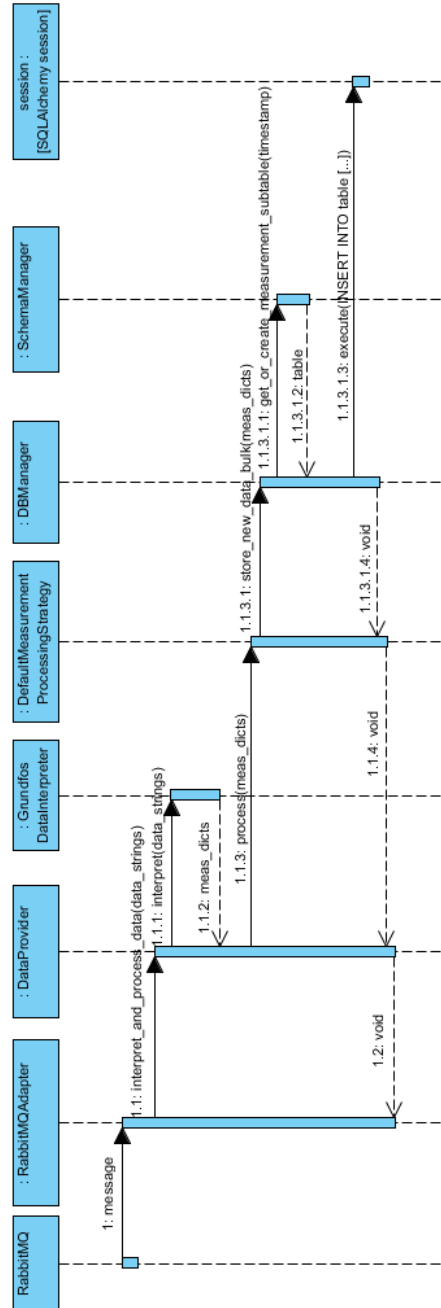 RabbitMQ
: RabbitMQAdapter
: DataProvider
: Grundfos
DataInterpreter
: DefaultMeasurement
ProcessingStrategy
: DBManager
: SchemaManager
session :
[SQLAlchemy session]
1: message
1.1: interpret_and_process_data(data_strings)
1.1.1: interpret(data_strings)
1.1.2: meas_dicts
1.1.3: process(meas_dicts)
1.1.3.1: store_new_data_bulk(meas_dicts)
1.1.3.1.1: get_or_create_measurement_subtable(timestamp)
1.1.3.1.2: table
1.1.3.1.3: execute(INSERT INTO table [...])
1.1.3.1.4: void
1.1.4: void
1.2: void